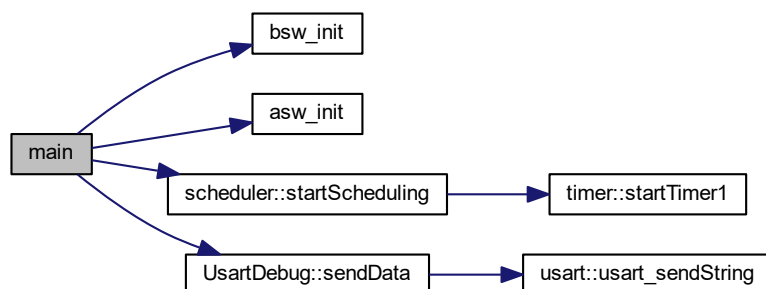 bsw_init
asw_init
main
scheduler::startScheduling
timer::startTimer1
UsartDebug::sendData
usart::usart_sendString